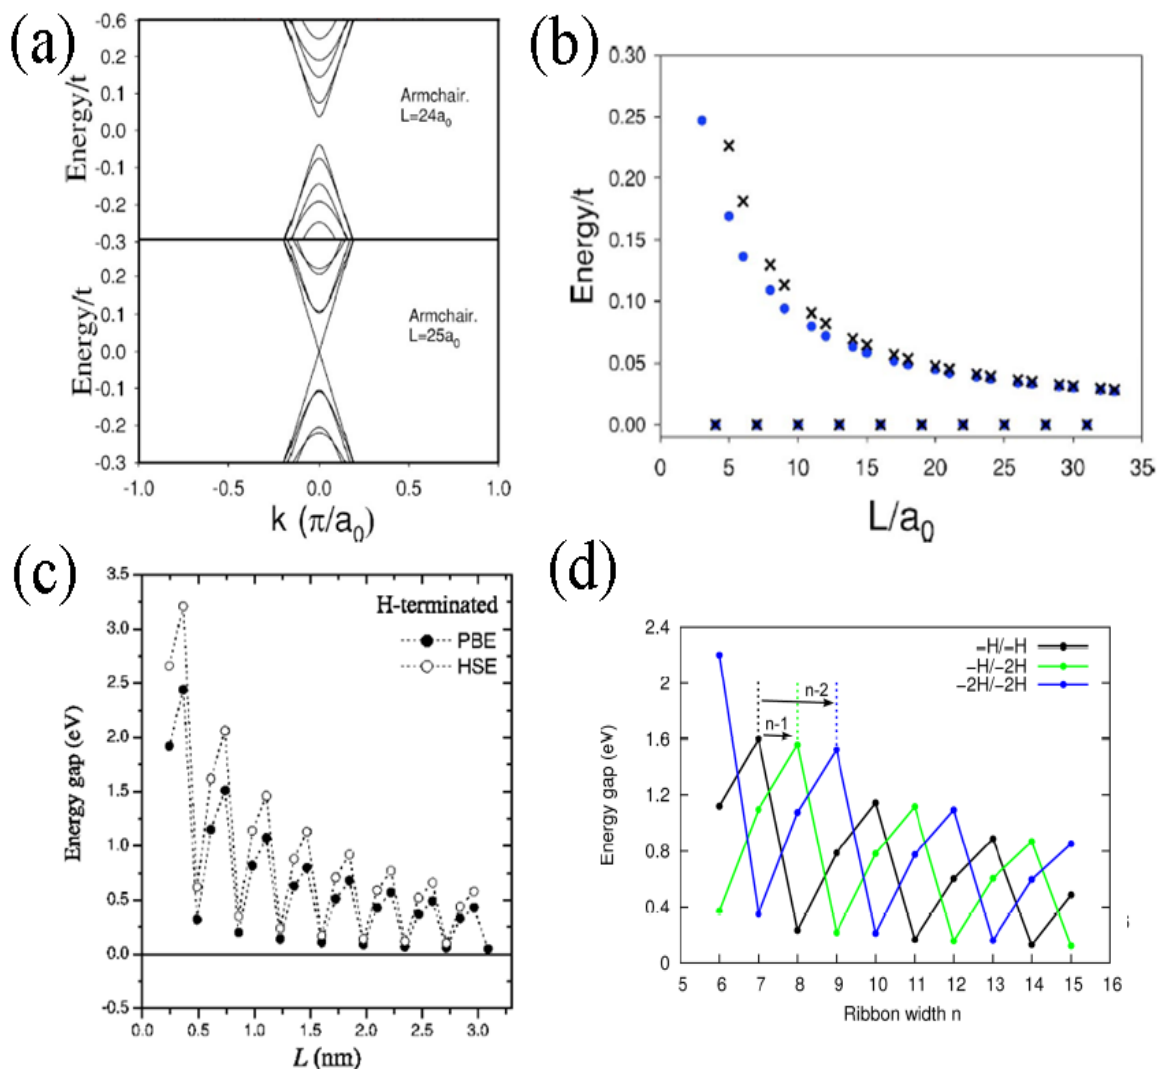 (a)
-0.6
0.2
0.1
0.0
-0.1
-0.2
-0.3
0.2
0.1
0.0
-0.1
-0.2
-0.3
Energy/t
Energy/t
Armchair.
L=24a₀
Armchair.
L=25a₀
-1.0 -0.5 0.0 0.5 1.0
k (π/a₀)
(b)
0.30
0.25
0.20
0.15
0.10
0.05
0.00
Energy/t
0 5 10 15 20 25 30 35
L/a₀
(c)
3.5
3.0
2.5
2.0
1.5
1.0
0.5
0.0
-0.5
Energy gap (eV)
H-terminated
PBE
HSE
0.0 0.5 1.0 1.5 2.0 2.5 3.0
L (nm)
(d)
2.4
2
1.6
1.2
0.8
0.4
0
Energy gap (eV)
-H/-H
-H/-2H
-2H/-2H
n-2
n-1
5 6 7 8 9 10 11 12 13 14 15 16
Ribbon width n